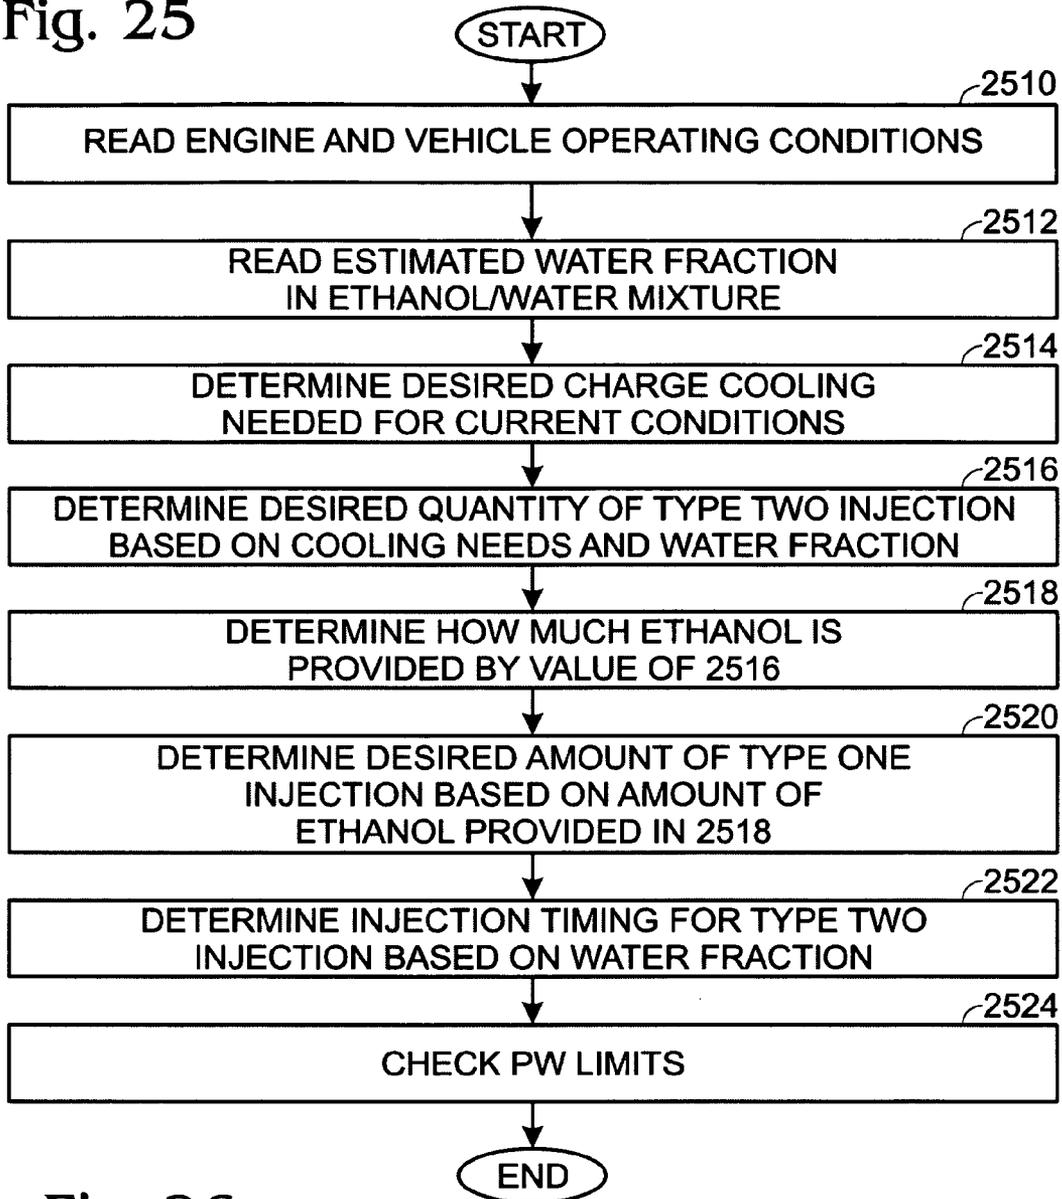 Fig. 25
START
2510
READ ENGINE AND VEHICLE OPERATING CONDITIONS
2512
READ ESTIMATED WATER FRACTION
IN ETHANOL/WATER MIXTURE
2514
DETERMINE DESIRED CHARGE COOLING
NEEDED FOR CURRENT CONDITIONS
2516
DETERMINE DESIRED QUANTITY OF TYPE TWO INJECTION
BASED ON COOLING NEEDS AND WATER FRACTION
2518
DETERMINE HOW MUCH ETHANOL IS
PROVIDED BY VALUE OF 2516
2520
DETERMINE DESIRED AMOUNT OF TYPE ONE
INJECTION BASED ON AMOUNT OF
ETHANOL PROVIDED IN 2518
2522
DETERMINE INJECTION TIMING FOR TYPE TWO
INJECTION BASED ON WATER FRACTION
2524
CHECK PW LIMITS
END